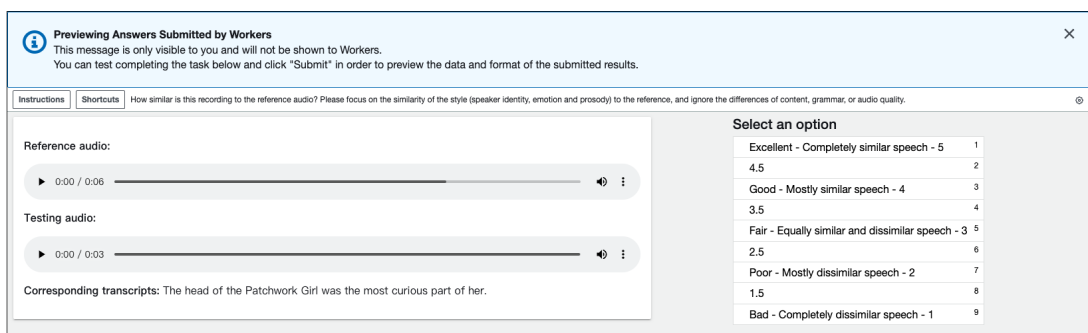 Previewing Answers Submitted by Workers
This message is only visible to you and will not be shown to Workers.
You can test completing the task below and click "Submit" in order to preview the data and format of the submitted results.
Instructions Shortcuts How similar is this recording to the reference audio? Please focus on the similarity of the style (speaker identity, emotion and prosody) to the reference, and ignore the differences of content, grammar, or audio quality.
Reference audio:
0:00 / 0:06
Testing audio:
0:00 / 0:03
Corresponding transcripts: The head of the Patchwork Girl was the most curious part of her.
Select an option
Excellent - Completely similar speech - 5 1
4.5 2
Good - Mostly similar speech - 4 3
3.5 4
Fair - Equally similar and dissimilar speech - 3 5
2.5 6
Poor - Mostly dissimilar speech - 2 7
1.5 8
Bad - Completely dissimilar speech - 1 9